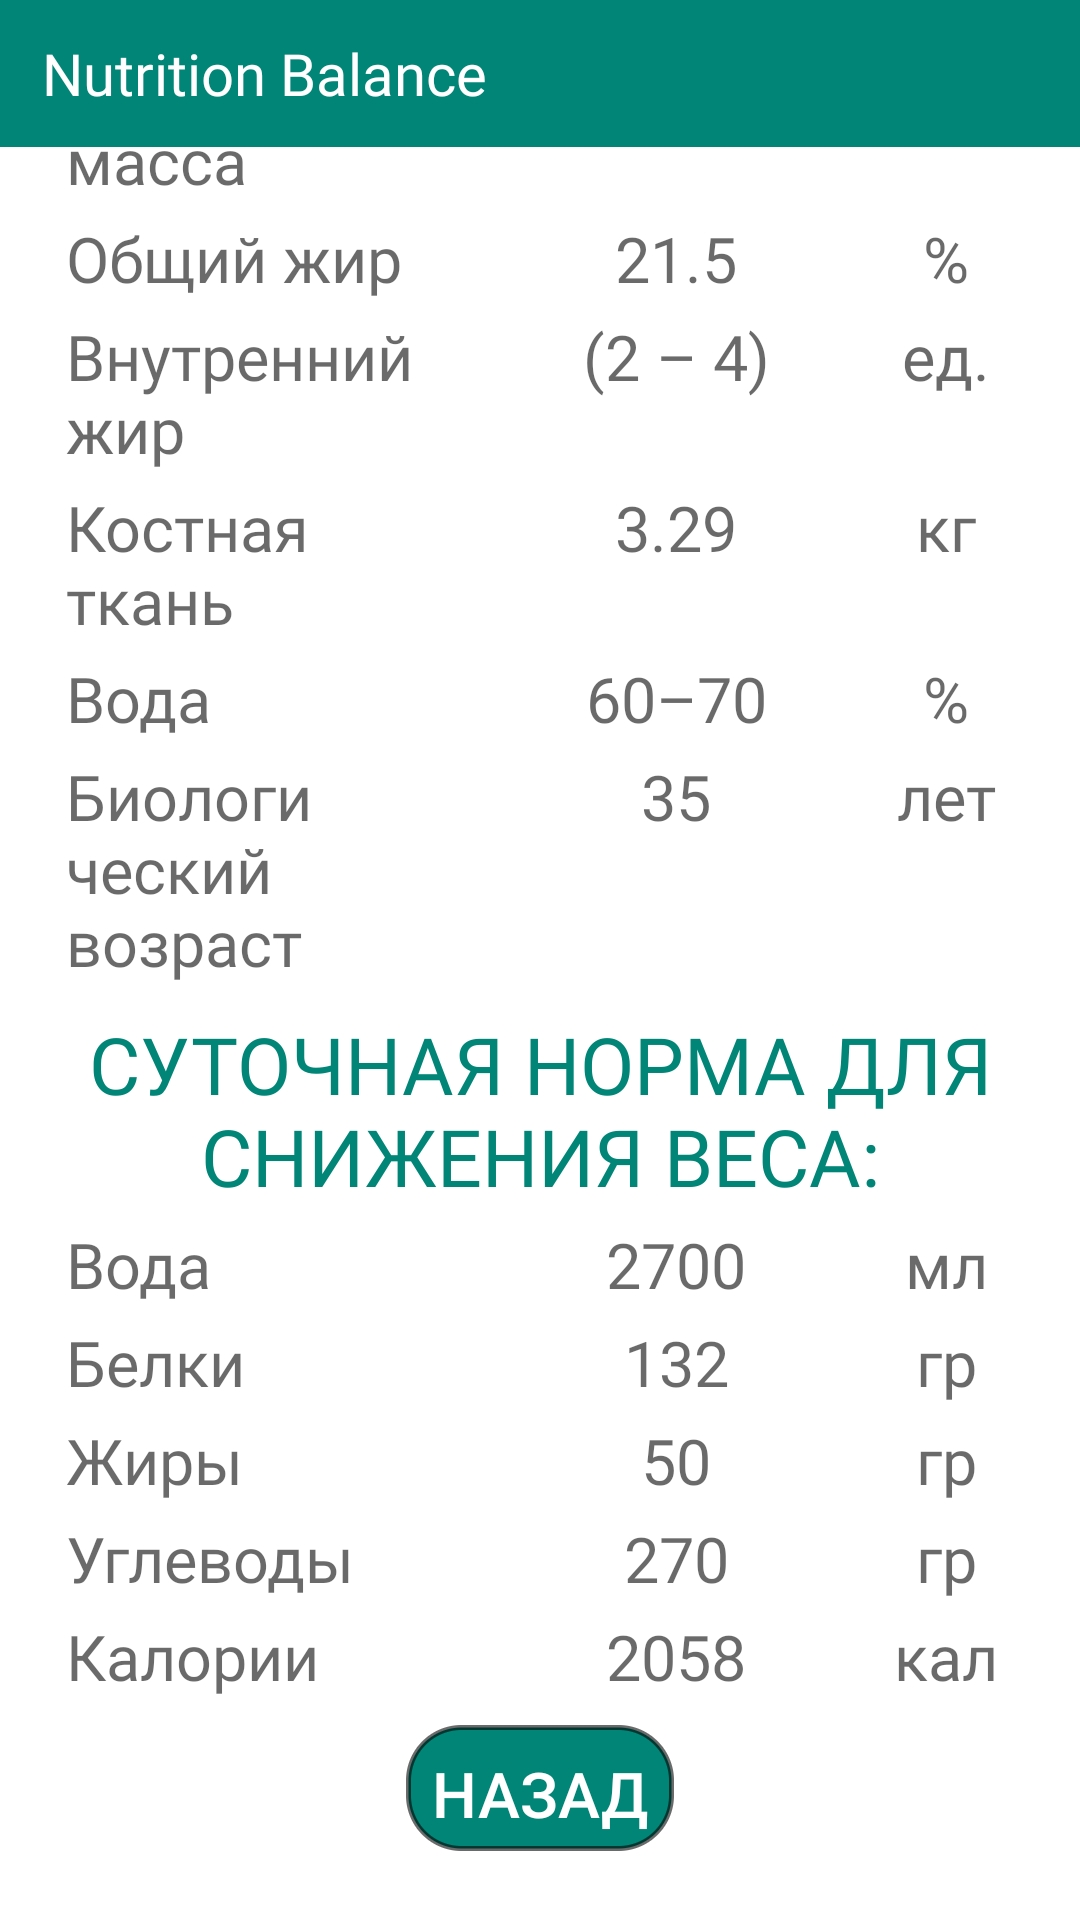 Nutrition Balance
масса
Общий жир 21.5 %
Внутренний (2 – 4) ед.
жир
Костная 3.29 кг
ткань
Вода 60–70 %
Биологи 35 лет
ческий
возраст
СУТОЧНАЯ НОРМА ДЛЯ
СНИЖЕНИЯ ВЕСА:
Вода 2700 мл
Белки 132 гр
Жиры 50 гр
Углеводы 270 гр
Калории 2058 кал
НАЗАД